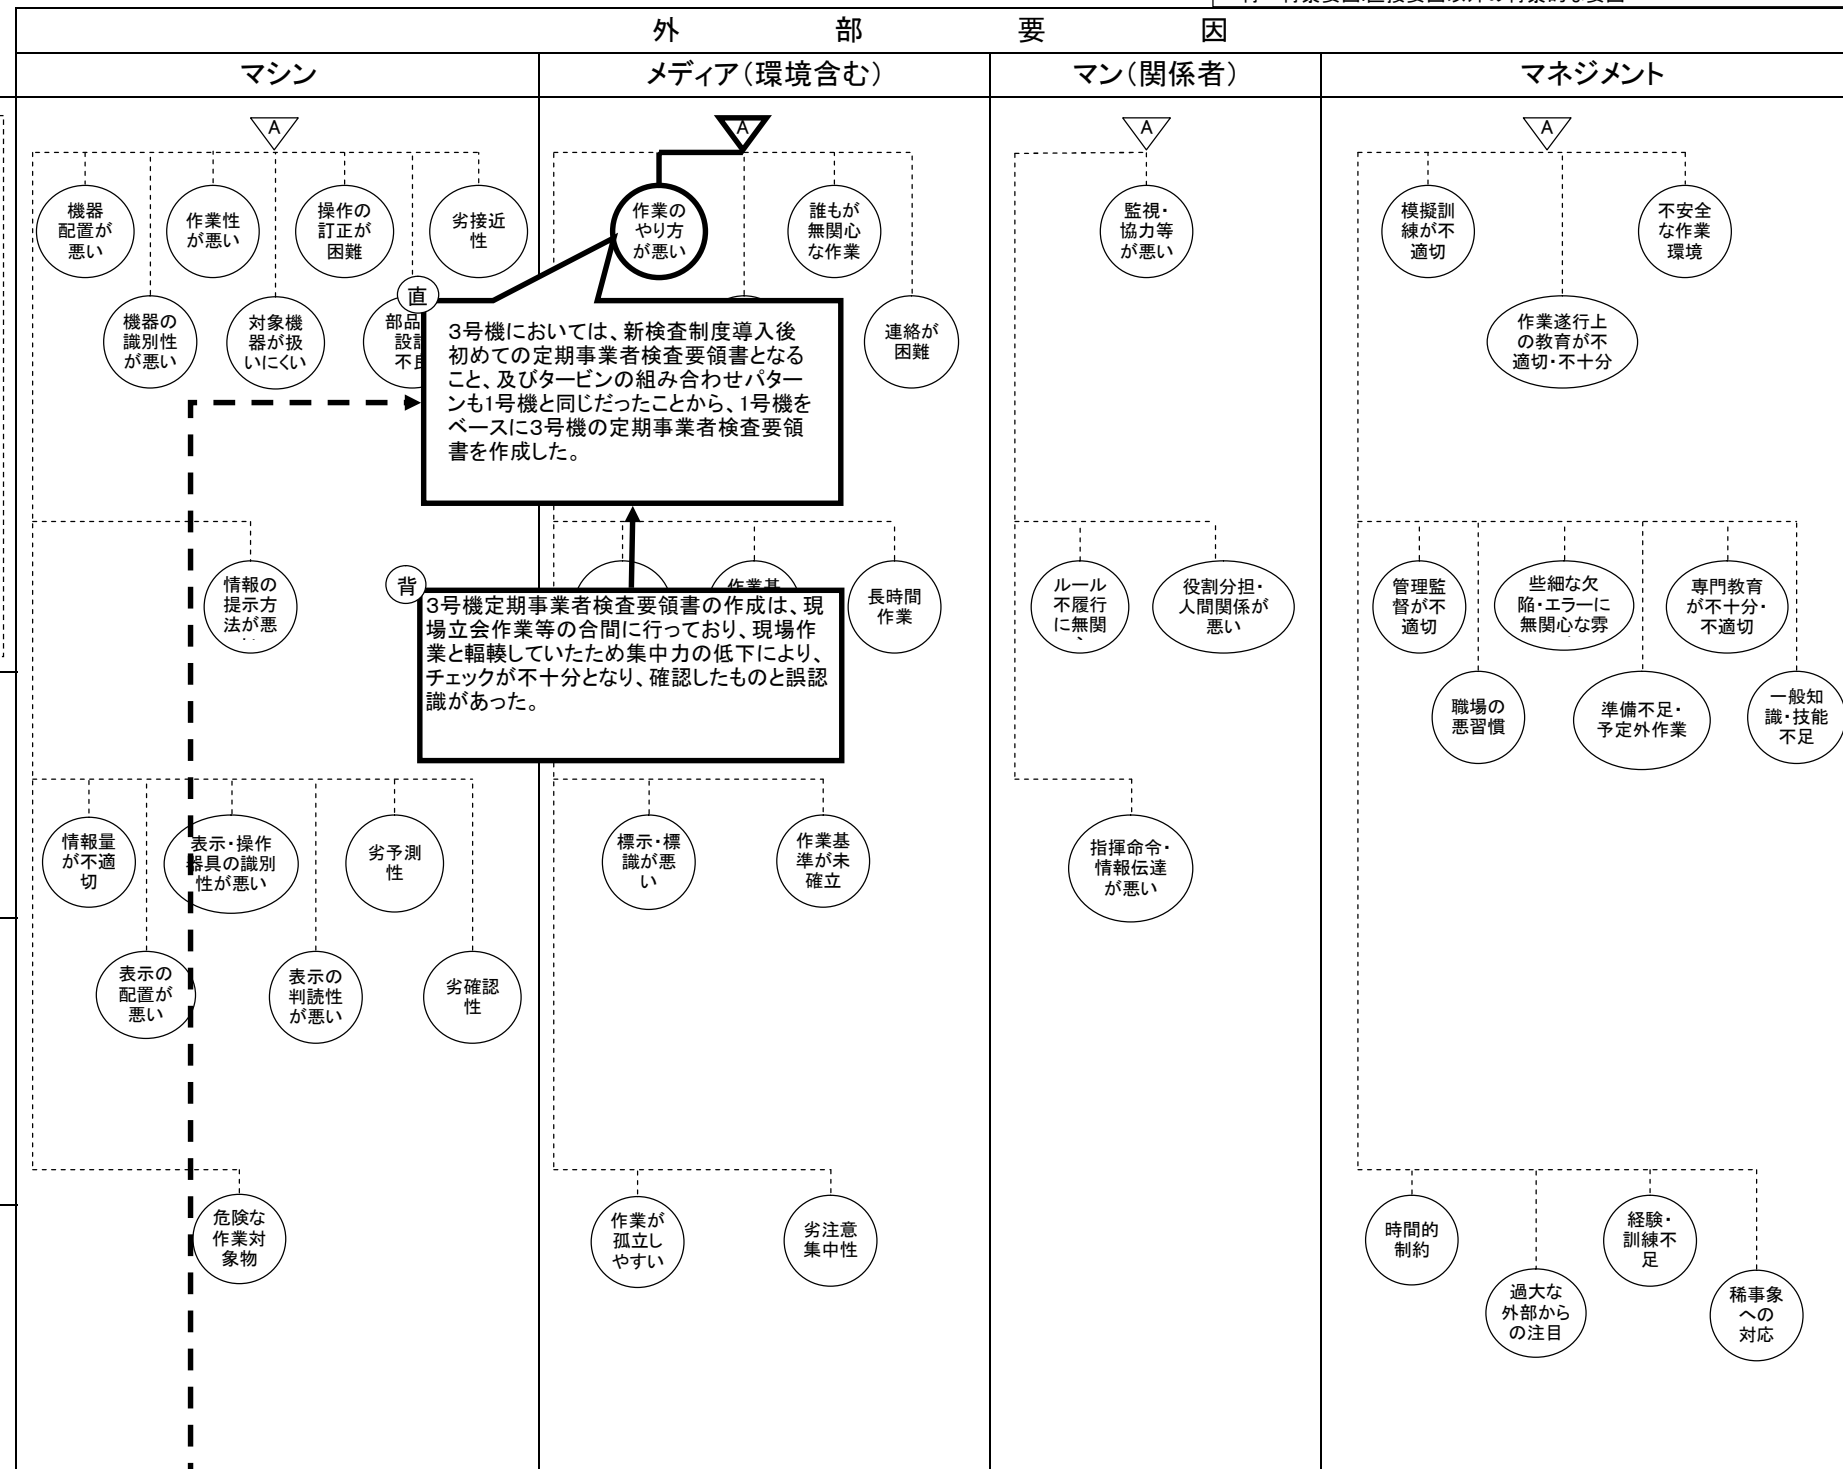 外部要因
マシン
メディア（環境含む）
マン（関係者）
マネジメント
A
機器
配置が
悪い
作業性
が悪い
操作の
訂正が
困難
劣接近
性
機器の
識別性
が悪い
対象機
器が扱
いにくい
部品
設計
不良
情報の
提示方
法が悪
情報量
が不適
切
表示・操作
器具の識別
性が悪い
劣予測
性
表示の
配置が
悪い
表示の
判読性
が悪い
劣確認
性
危険な
作業対
象物
A
作業の
やり方
が悪い
誰もが
無関心
な作業
連絡が
困難
直
３号機においては、新検査制度導入後
初めての定期事業者検査要領書となる
こと、及びタービンの組み合わせパター
ンも1号機と同じだったことから、1号機を
ベースに３号機の定期事業者検査要領
書を作成した。
作業基
長時間
作業
背
３号機定期事業者検査要領書の作成は、現
場立会作業等の合間に行っており、現場作
業と輻輳していたため集中力の低下により、
チェックが不十分となり、確認したものと誤認
識があった。
標示・標
識が悪
い
作業基
準が未
確立
作業が
孤立し
やすい
劣注意
集中性
A
監視・
協力等
が悪い
ルール
不履行
に無関
役割分担・
人間関係が
悪い
指揮命令・
情報伝達
が悪い
A
模擬訓
練が不
適切
不安全
な作業
環境
作業遂行上
の教育が不
適切・不十分
管理監
督が不
適切
些細な欠
陥・エラーに
無関心な雰
専門教育
が不十分・
不適切
職場の
悪習慣
準備不足・
予定外作業
一般知
識・技能
不足
時間的
制約
経験・
訓練不
足
過大な
外部から
の注目
稀事象
への
対応